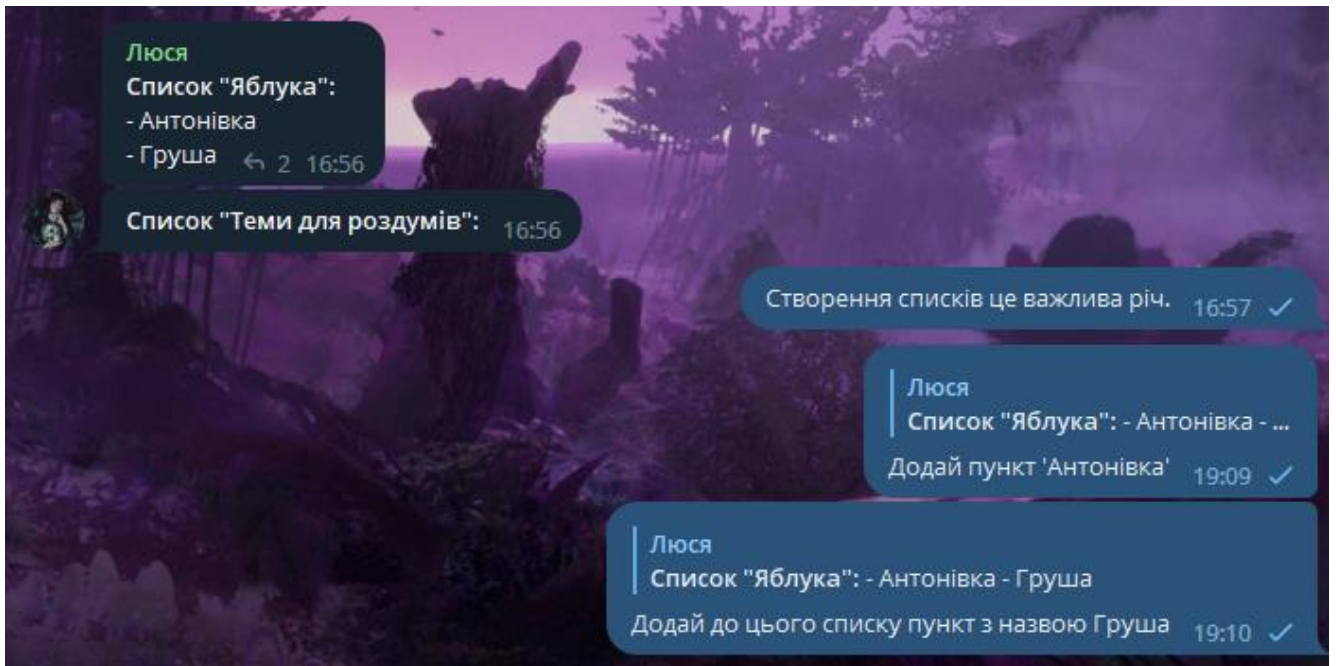 Люся
Список "Яблука":
- Антонівка
- Груша 2 16:56
Список "Теми для роздумів": 16:56
Створення списків це важлива річ. 16:57
Люся
Список "Яблука": - Антонівка - ...
Додай пункт 'Антонівка' 19:09
Люся
Список "Яблука": - Антонівка - Груша
Додай до цього списку пункт з назвою Груша 19:10